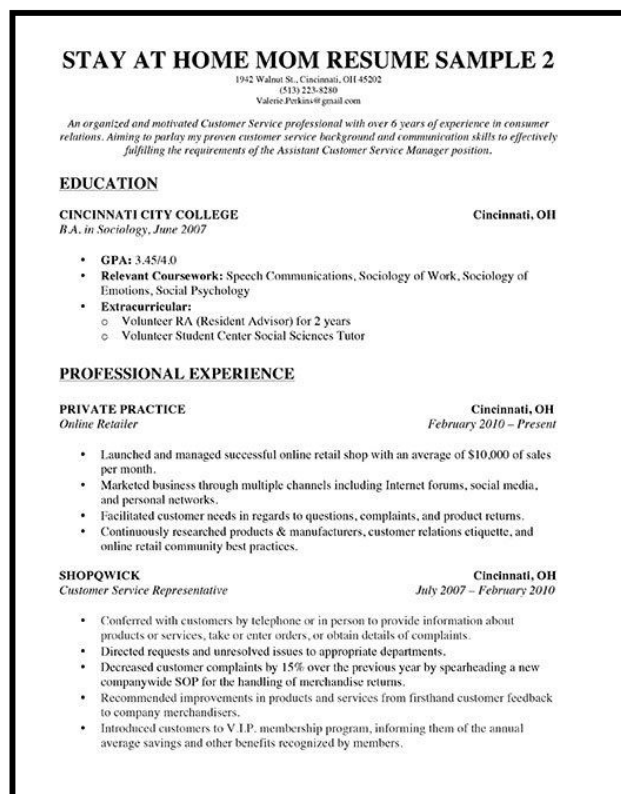 STAY AT HOME MOM RESUME SAMPLE 2
1942 Walnut St., Cincinnati, OH 45202
(513) 223-8280
Valerie.Perkins@gmail.com
An organized and motivated Customer Service professional with over 6 years of experience in consumer
relations. Aiming to parlay my proven customer service background and communication skills to effectively
fulfilling the requirements of the Assistant Customer Service Manager position.
EDUCATION
CINCINNATI CITY COLLEGE Cincinnati, OH
B.A. in Sociology, June 2007
• GPA: 3.45/4.0
• Relevant Coursework: Speech Communications, Sociology of Work, Sociology of
Emotions, Social Psychology
• Extracurricular:
o Volunteer RA (Resident Advisor) for 2 years
o Volunteer Student Center Social Sciences Tutor
PROFESSIONAL EXPERIENCE
PRIVATE PRACTICE Cincinnati, OH
Online Retailer February 2010 – Present
• Launched and managed successful online retail shop with an average of $10,000 of sales
per month.
• Marketed business through multiple channels including Internet forums, social media,
and personal networks.
• Facilitated customer needs in regards to questions, complaints, and product returns.
• Continuously researched products & manufacturers, customer relations etiquette, and
online retail community best practices.
SHOPQWICK Cincinnati, OH
Customer Service Representative July 2007 – February 2010
• Conferred with customers by telephone or in person to provide information about
products or services, take or enter orders, or obtain details of complaints.
• Directed requests and unresolved issues to appropriate departments.
• Decreased customer complaints by 15% over the previous year by spearheading a new
companywide SOP for the handling of merchandise returns.
• Recommended improvements in products and services from firsthand customer feedback
to company merchandisers.
• Introduced customers to V.I.P. membership program, informing them of the annual
average savings and other benefits recognized by members.